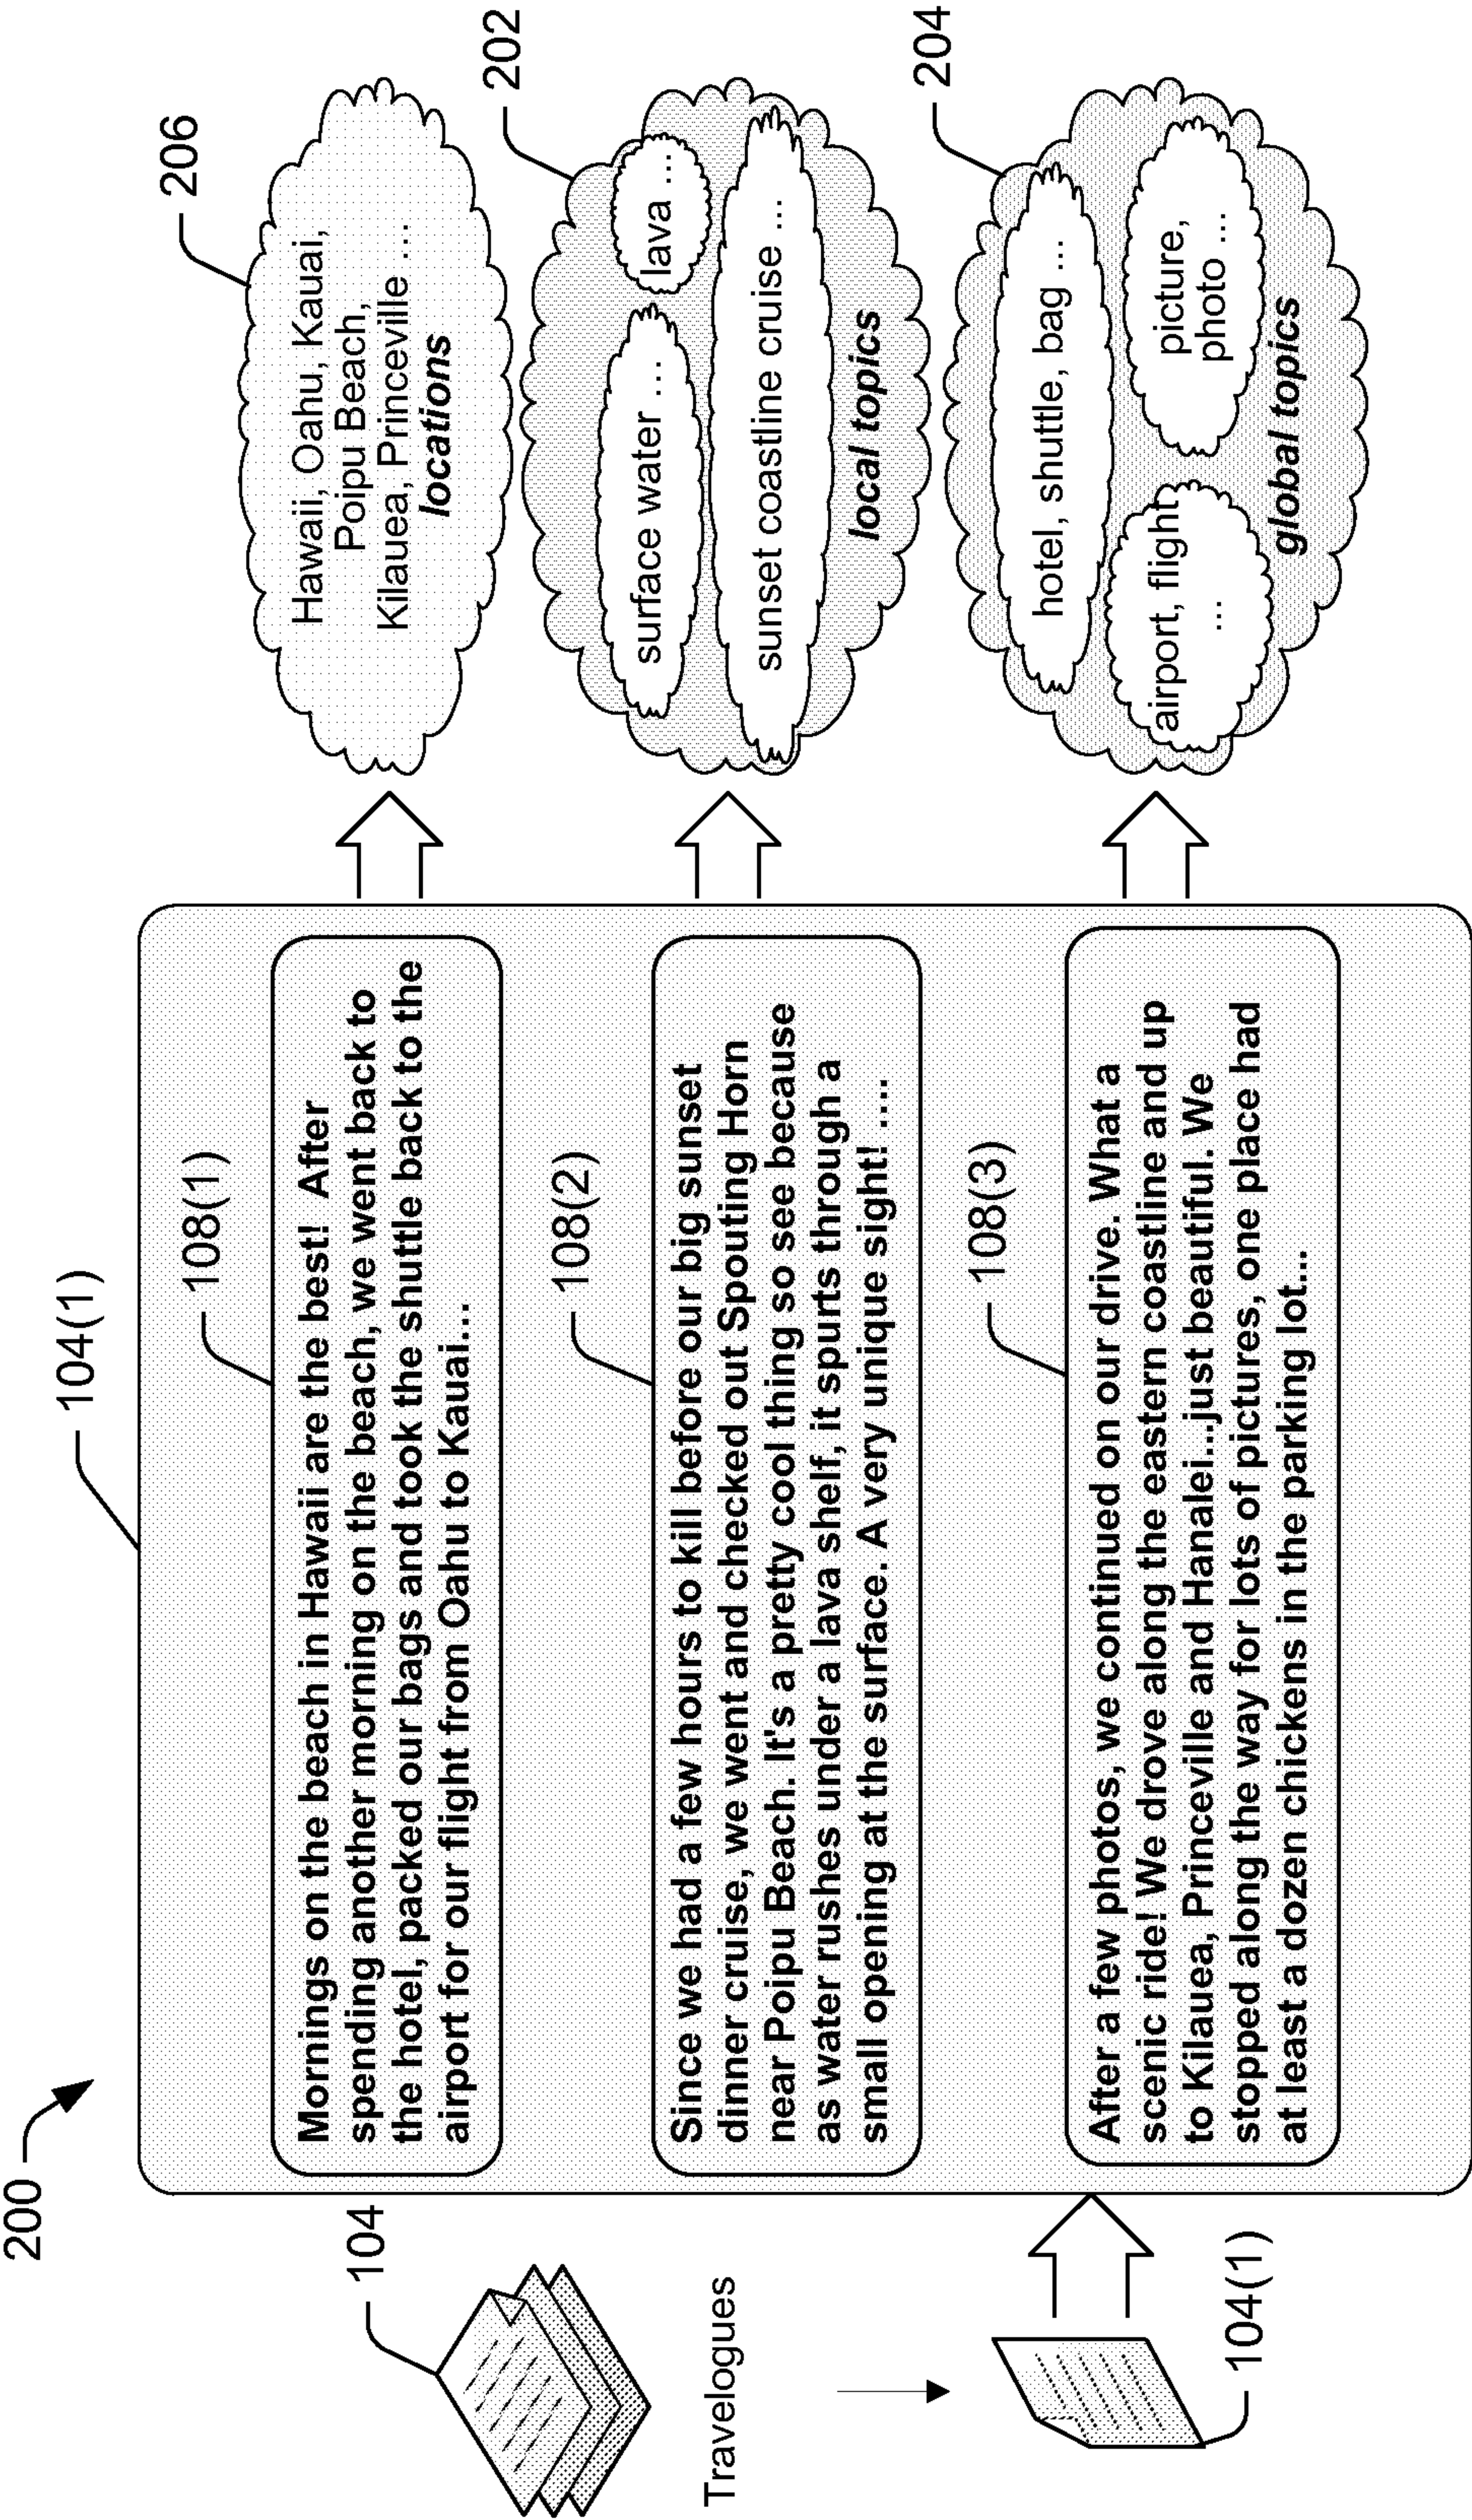 200
104
Travelogues
104(1)
104(1)
108(1)
Mornings on the beach in Hawaii are the best! After
spending another morning on the beach, we went back to
the hotel, packed our bags and took the shuttle back to the
airport for our flight from Oahu to Kauai…
108(2)
Since we had a few hours to kill before our big sunset
dinner cruise, we went and checked out Spouting Horn
near Poipu Beach. It's a pretty cool thing so see because
as water rushes under a lava shelf, it spurts through a
small opening at the surface. A very unique sight! ….
108(3)
After a few photos, we continued on our drive. What a
scenic ride! We drove along the eastern coastline and up
to Kilauea, Princeville and Hanalei...just beautiful. We
stopped along the way for lots of pictures, one place had
at least a dozen chickens in the parking lot...
206
Hawaii, Oahu, Kauai,
Poipu Beach,
Kilauea, Princeville …
locations
202
surface water …
lava …
sunset coastline cruise …
local topics
204
hotel, shuttle, bag …
airport, flight
…
picture,
photo …
global topics